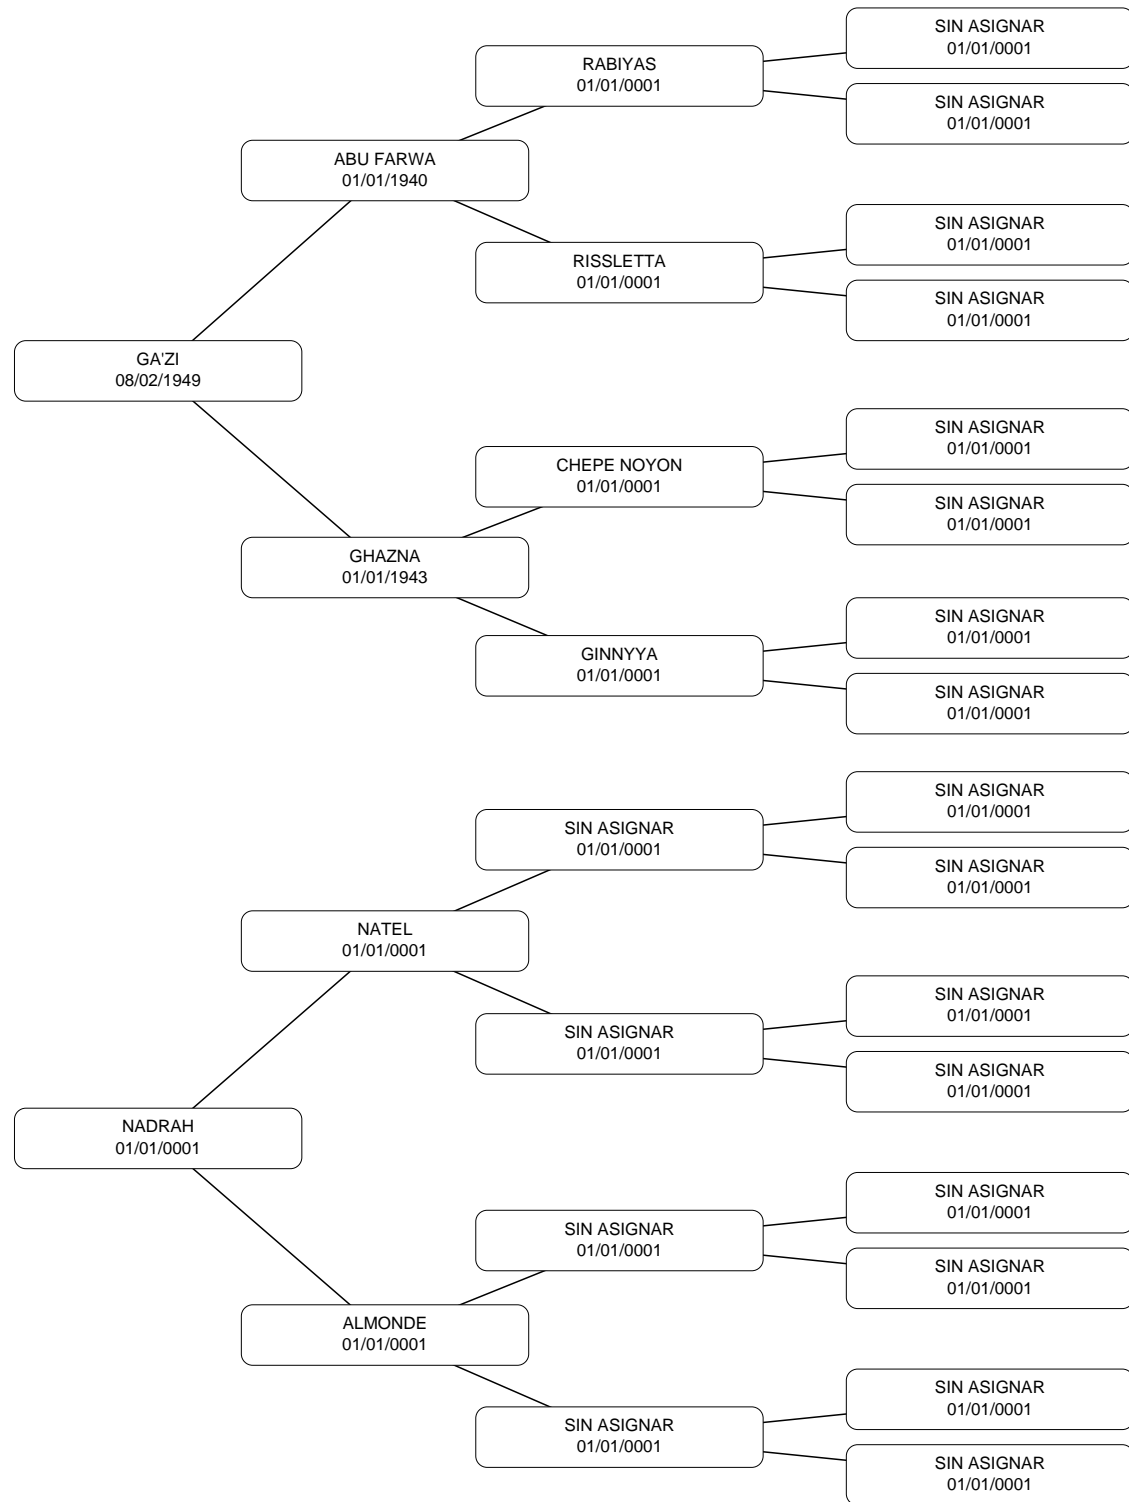 SIN ASIGNAR
01/01/0001
RABIYAS
01/01/0001
SIN ASIGNAR
01/01/0001
ABU FARWA
01/01/1940
SIN ASIGNAR
01/01/0001
RISSLETTA
01/01/0001
SIN ASIGNAR
01/01/0001
GA'ZI
08/02/1949
SIN ASIGNAR
01/01/0001
CHEPE NOYON
01/01/0001
SIN ASIGNAR
01/01/0001
GHAZNA
01/01/1943
SIN ASIGNAR
01/01/0001
GINNYYA
01/01/0001
SIN ASIGNAR
01/01/0001
SIN ASIGNAR
01/01/0001
SIN ASIGNAR
01/01/0001
SIN ASIGNAR
01/01/0001
NATEL
01/01/0001
SIN ASIGNAR
01/01/0001
SIN ASIGNAR
01/01/0001
SIN ASIGNAR
01/01/0001
NADRAH
01/01/0001
SIN ASIGNAR
01/01/0001
SIN ASIGNAR
01/01/0001
SIN ASIGNAR
01/01/0001
ALMONDE
01/01/0001
SIN ASIGNAR
01/01/0001
SIN ASIGNAR
01/01/0001
SIN ASIGNAR
01/01/0001